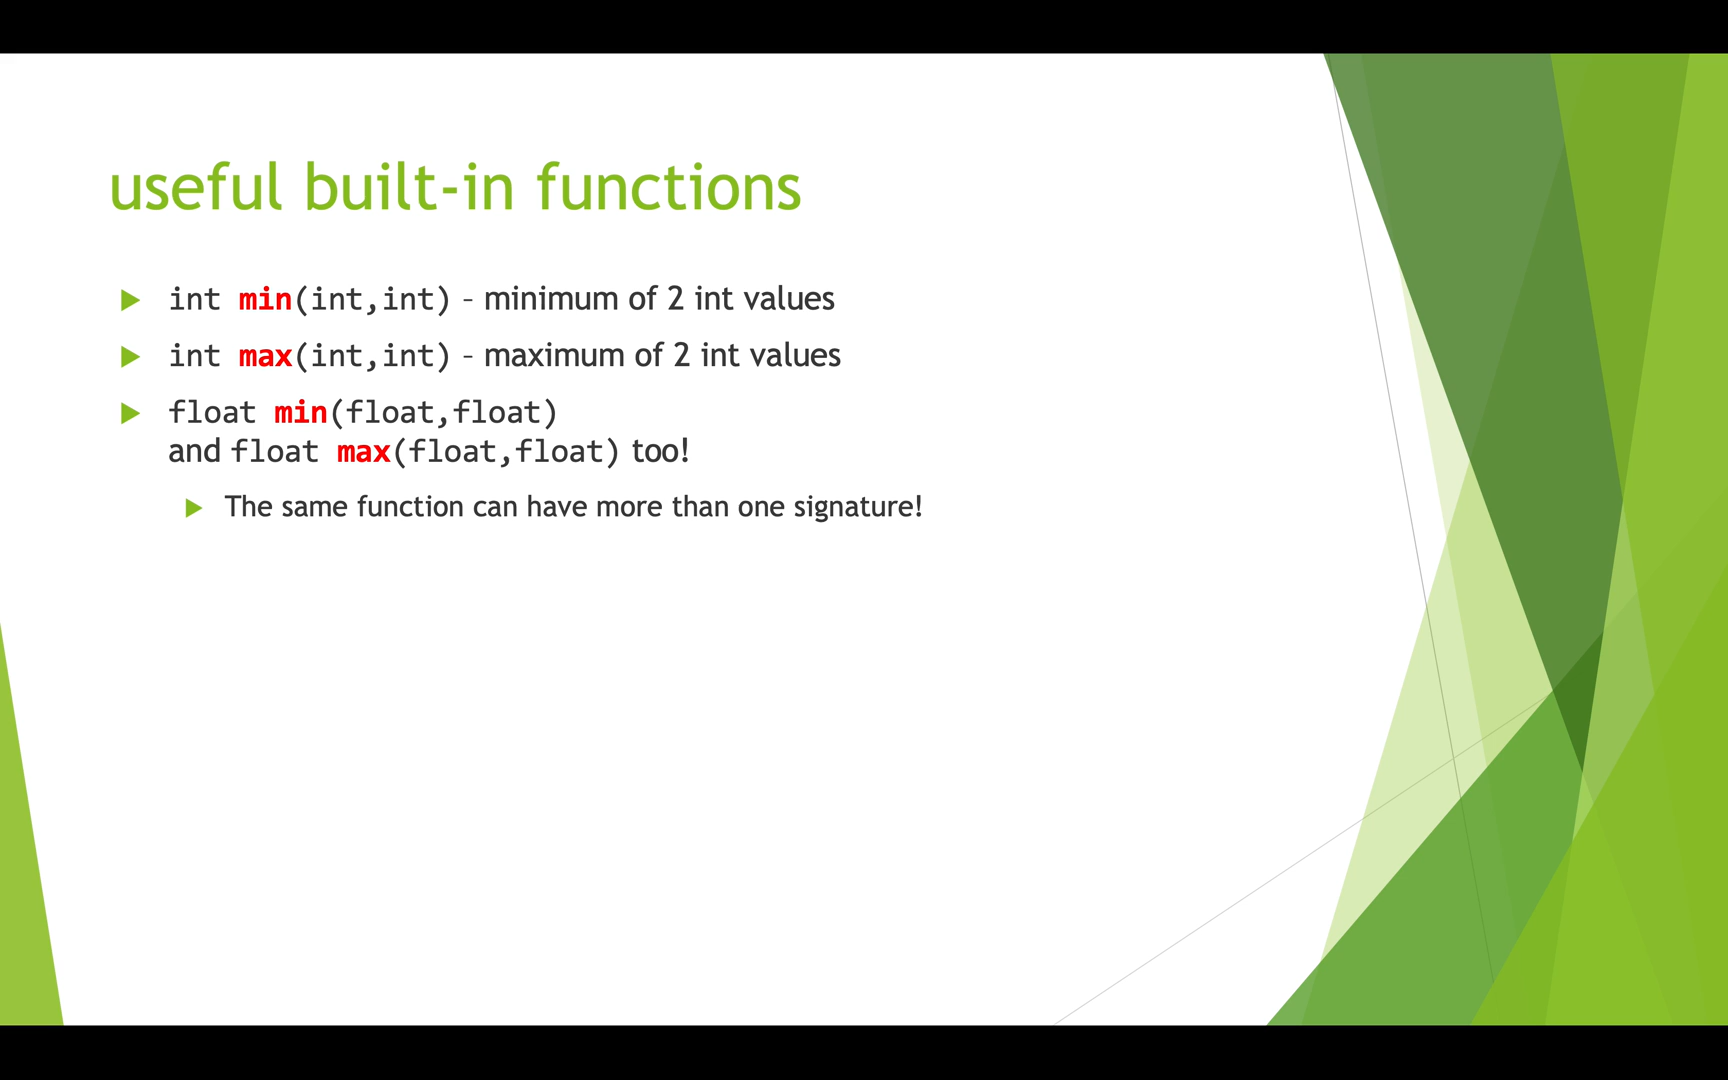 useful built-in functions
int min(int,int) – minimum of 2 int values
int max(int,int) – maximum of 2 int values
float min(float,float)
and float max(float,float) too!
The same function can have more than one signature!